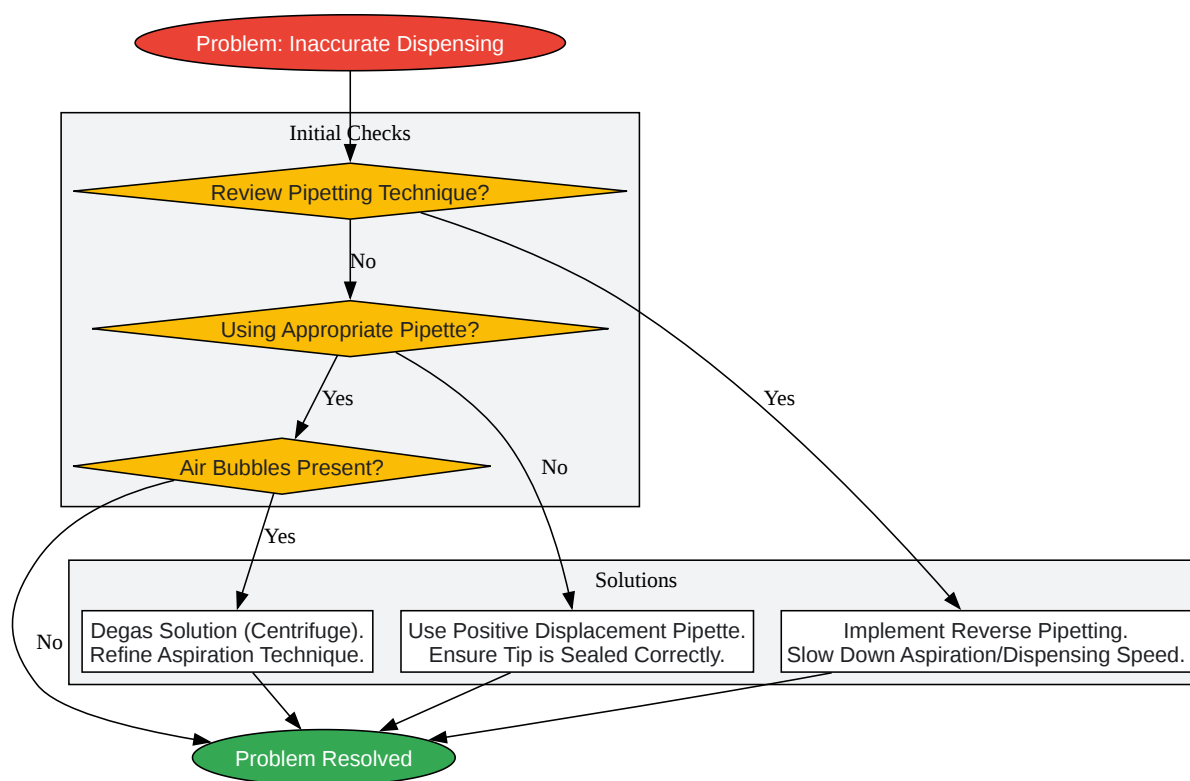 Problem: Inaccurate Dispensing
Initial Checks
Review Pipetting Technique?
No
Using Appropriate Pipette?
Yes
Yes
Air Bubbles Present?
No
Yes
Solutions
Degas Solution (Centrifuge).
Refine Aspiration Technique.
Use Positive Displacement Pipette.
Ensure Tip is Sealed Correctly.
Implement Reverse Pipetting.
Slow Down Aspiration/Dispensing Speed.
No
Problem Resolved